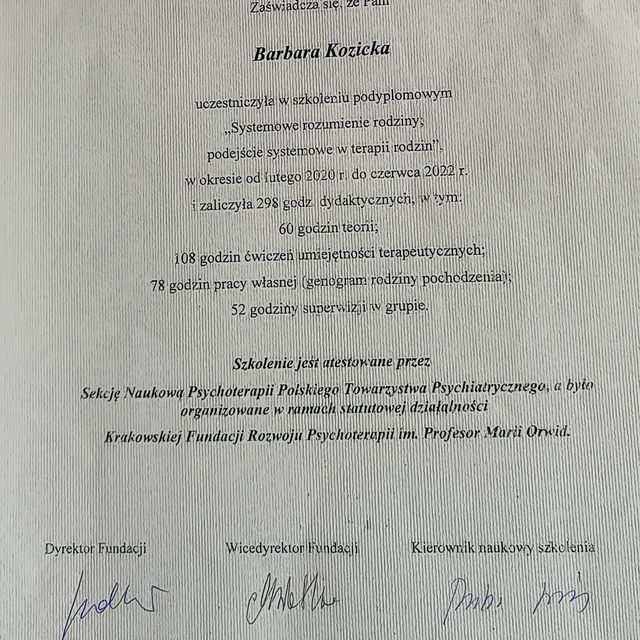 Zaświadcza się, że Pani
Barbara Kozicka
uczestniczyła w szkoleniu podyplomowym
„Systemowe rozumienie rodziny;
podejście systemowe w terapii rodzin”,
w okresie od lutego 2020 r. do czerwca 2022 r.
i zaliczyła 298 godz. dydaktycznych, w tym:
60 godzin teorii;
108 godzin ćwiczeń umiejętności terapeutycznych;
78 godzin pracy własnej (genogram rodziny pochodzenia);
52 godziny superwizji w grupie.
Szkolenie jest atestowane przez
Sekcję Naukową Psychoterapii Polskiego Towarzystwa Psychiatrycznego, a było
organizowane w ramach statutowej działalności
Krakowskiej Fundacji Rozwoju Psychoterapii im. Profesor Marii Orwid.
Dyrektor Fundacji Wicedyrektor Fundacji Kierownik naukowy szkolenia